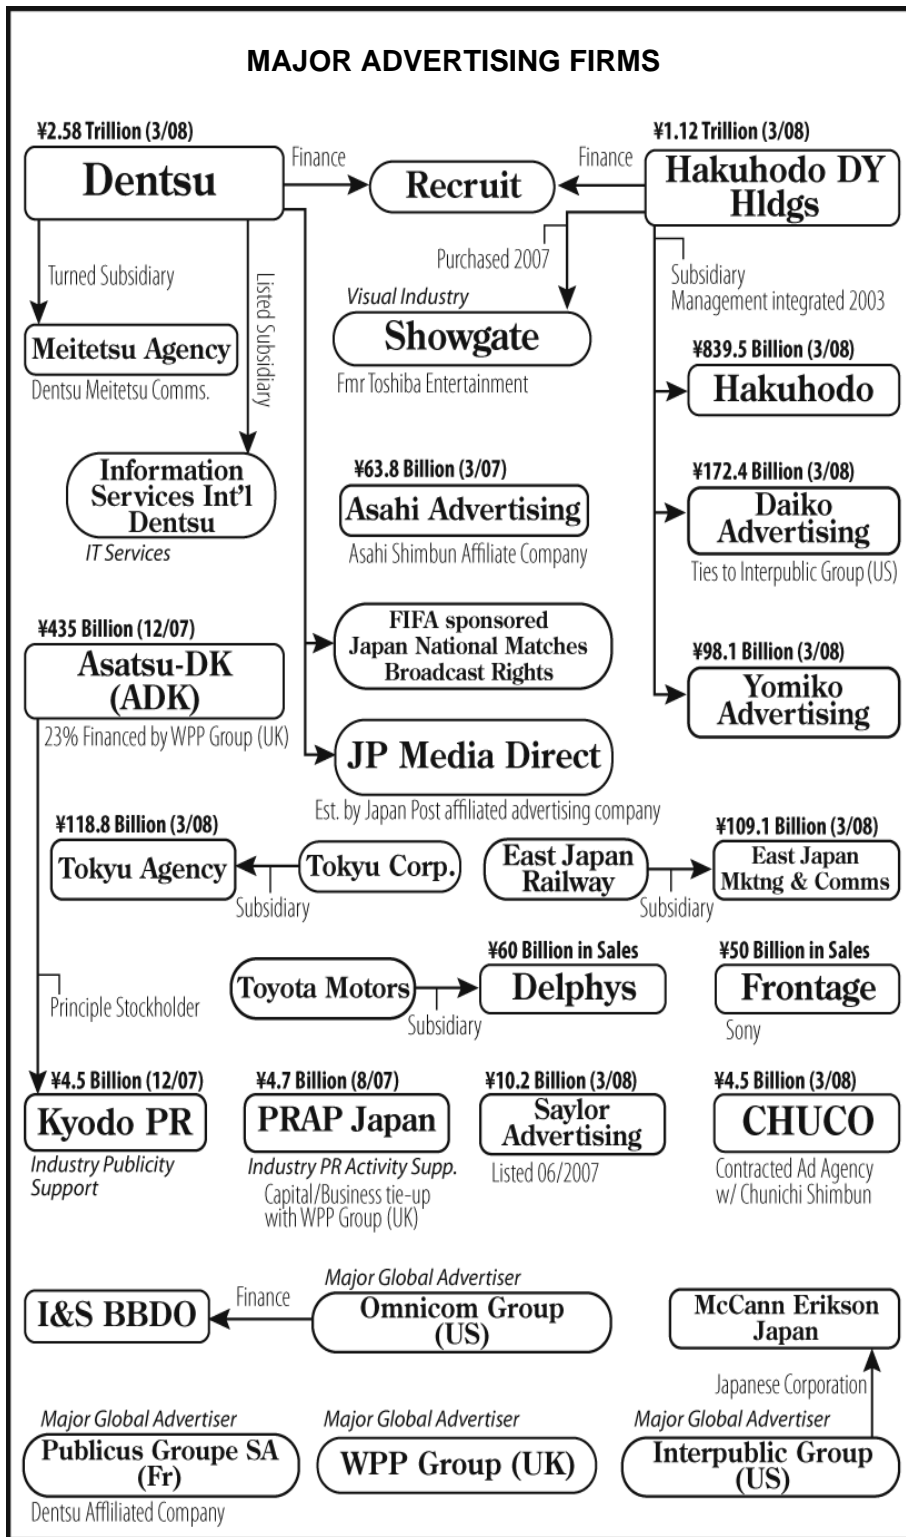 MAJOR ADVERTISING FIRMS
¥2.58 Trillion (3/08)
Dentsu
Finance
Recruit
Finance
¥1.12 Trillion (3/08)
Hakuhodo DY
Hldgs
Turned Subsidiary
Listed Subsidiary
Purchased 2007
Subsidiary
Management integrated 2003
Meitetsu Agency
Dentsu Meitetsu Comms.
Visual Industry
Showgate
Fmr Toshiba Entertainment
¥839.5 Billion (3/08)
Hakuhodo
Information
Services Int'l
Dentsu
IT Services
¥63.8 Billion (3/07)
Asahi Advertising
Asahi Shimbun Affiliate Company
¥172.4 Billion (3/08)
Daiko
Advertising
Ties to Interpublic Group (US)
¥435 Billion (12/07)
Asatsu-DK
(ADK)
23% Financed by WPP Group (UK)
FIFA sponsored
Japan National Matches
Broadcast Rights
¥98.1 Billion (3/08)
Yomiko
Advertising
JP Media Direct
Est. by Japan Post affiliated advertising company
¥118.8 Billion (3/08)
Tokyu Agency
Subsidiary
Tokyu Corp.
East Japan
Railway
Subsidiary
¥109.1 Billion (3/08)
East Japan
Mktng & Comms
Principle Stockholder
Toyota Motors
Subsidiary
¥60 Billion in Sales
Delphys
¥50 Billion in Sales
Frontage
Sony
¥4.5 Billion (12/07)
Kyodo PR
Industry Publicity
Support
¥4.7 Billion (8/07)
PRAP Japan
Industry PR Activity Supp.
Capital/Business tie-up
with WPP Group (UK)
¥10.2 Billion (3/08)
Saylor
Advertising
Listed 06/2007
¥4.5 Billion (3/08)
CHUCO
Contracted Ad Agency
w/ Chunichi Shimbun
I&S BBDO
Finance
Major Global Advertiser
Omnicom Group
(US)
McCann Erikson
Japan
Japanese Corporation
Major Global Advertiser
Publicus Groupe SA
(Fr)
Dentsu Affliliated Company
Major Global Advertiser
WPP Group (UK)
Major Global Advertiser
Interpublic Group
(US)